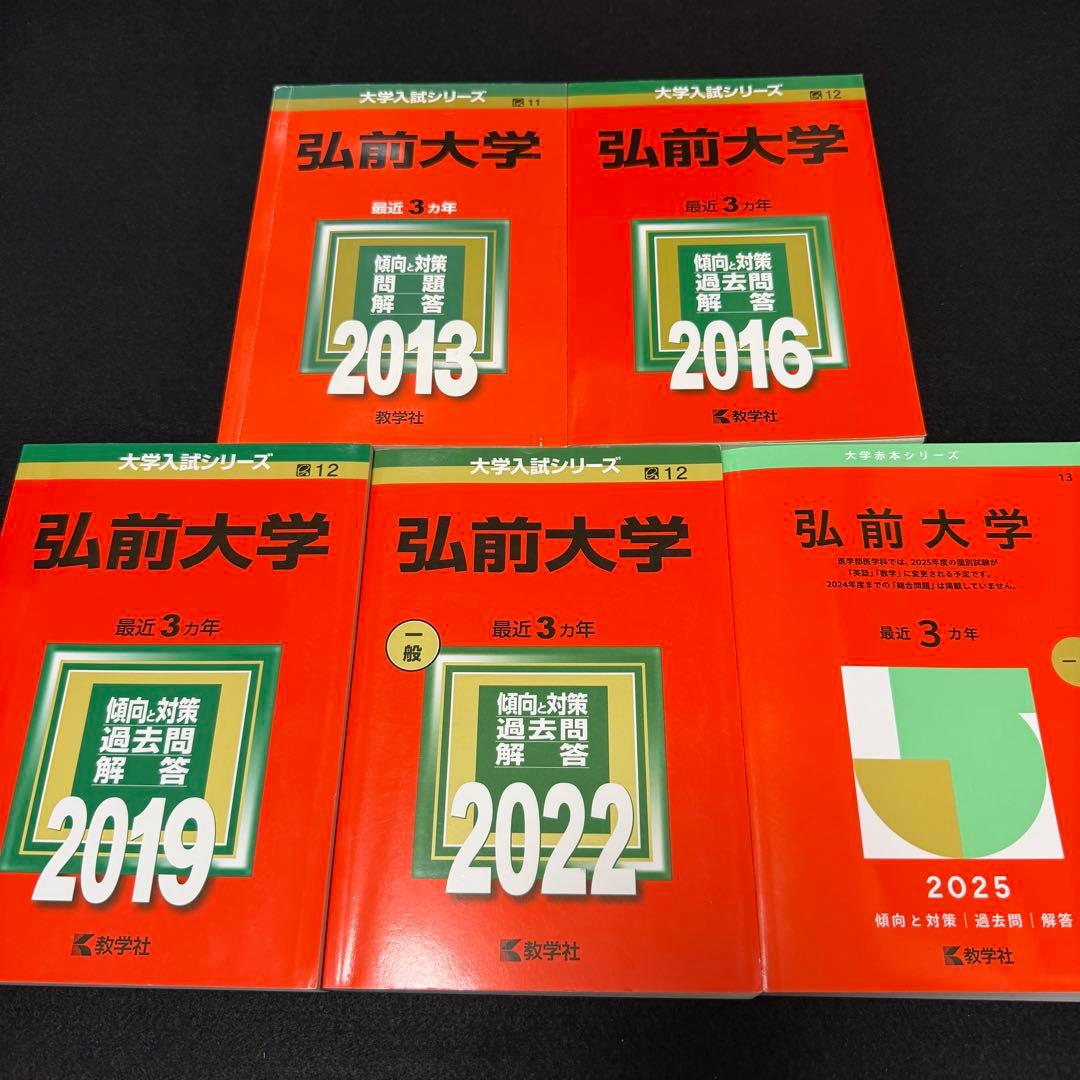 大学入試シリーズ
11
弘前大学
最近3カ年
傾向と対策
問題
解答
2013
教学社
大学入試シリーズ
12
弘前大学
最近3カ年
傾向と対策
過去問
解答
2016
教学社
大学入試シリーズ
12
弘前大学
最近3カ年
傾向と対策
過去問
解答
2019
教学社
大学入試シリーズ
12
弘前大学
一般
最近3カ年
傾向と対策
過去問
解答
2022
教学社
大学赤本シリーズ
13
弘前大学
医学部医学科では、2025年度の個別試験が
「英語」「数学」に変更される予定です。
2024年度までの「総合問題」は掲載していません。
最近3カ年
一
2025
傾向と対策|過去問|解答
教学社